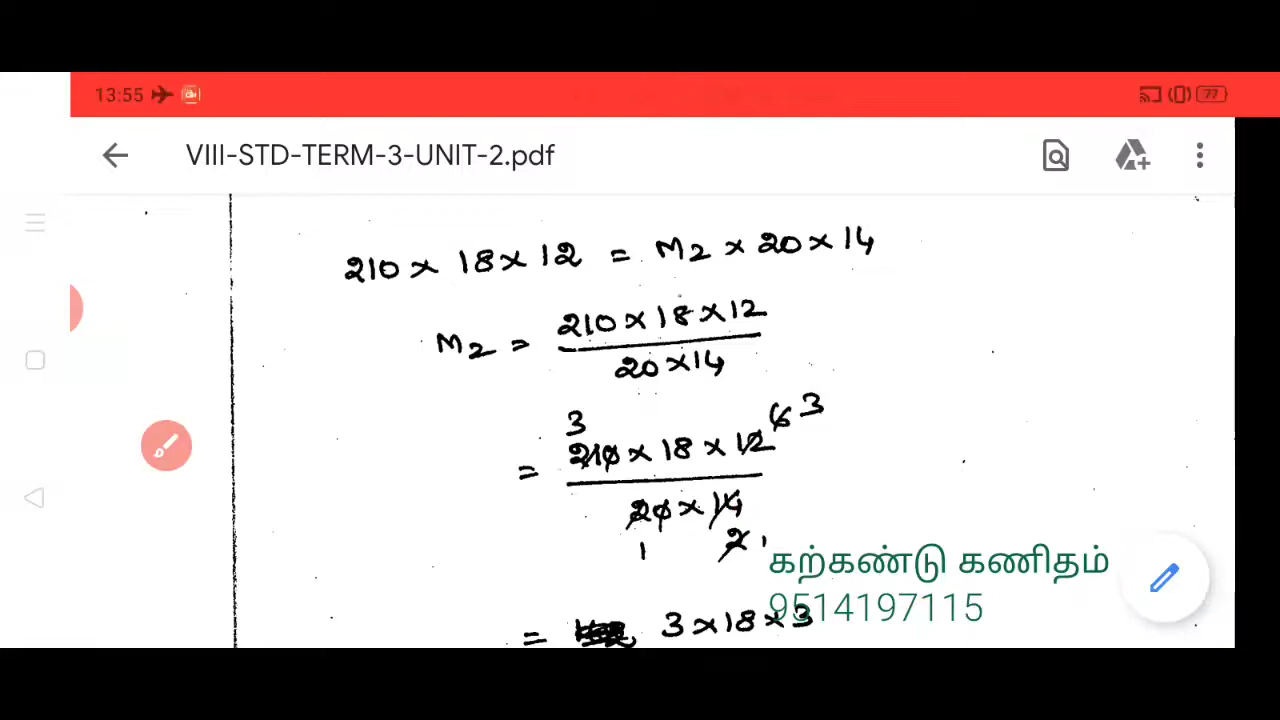 13:55 77
VIII-STD-TERM-3-UNIT-2.pdf
210 × 18 × 12 = M2 × 20 × 14
M2 = 210 × 18 × 12
20 × 14
3 6 3
= 210 × 18 × 12
20 × 14
1 2 1
கற்கண்டு கணிதம்
9514197115
= 3 × 18 × 3